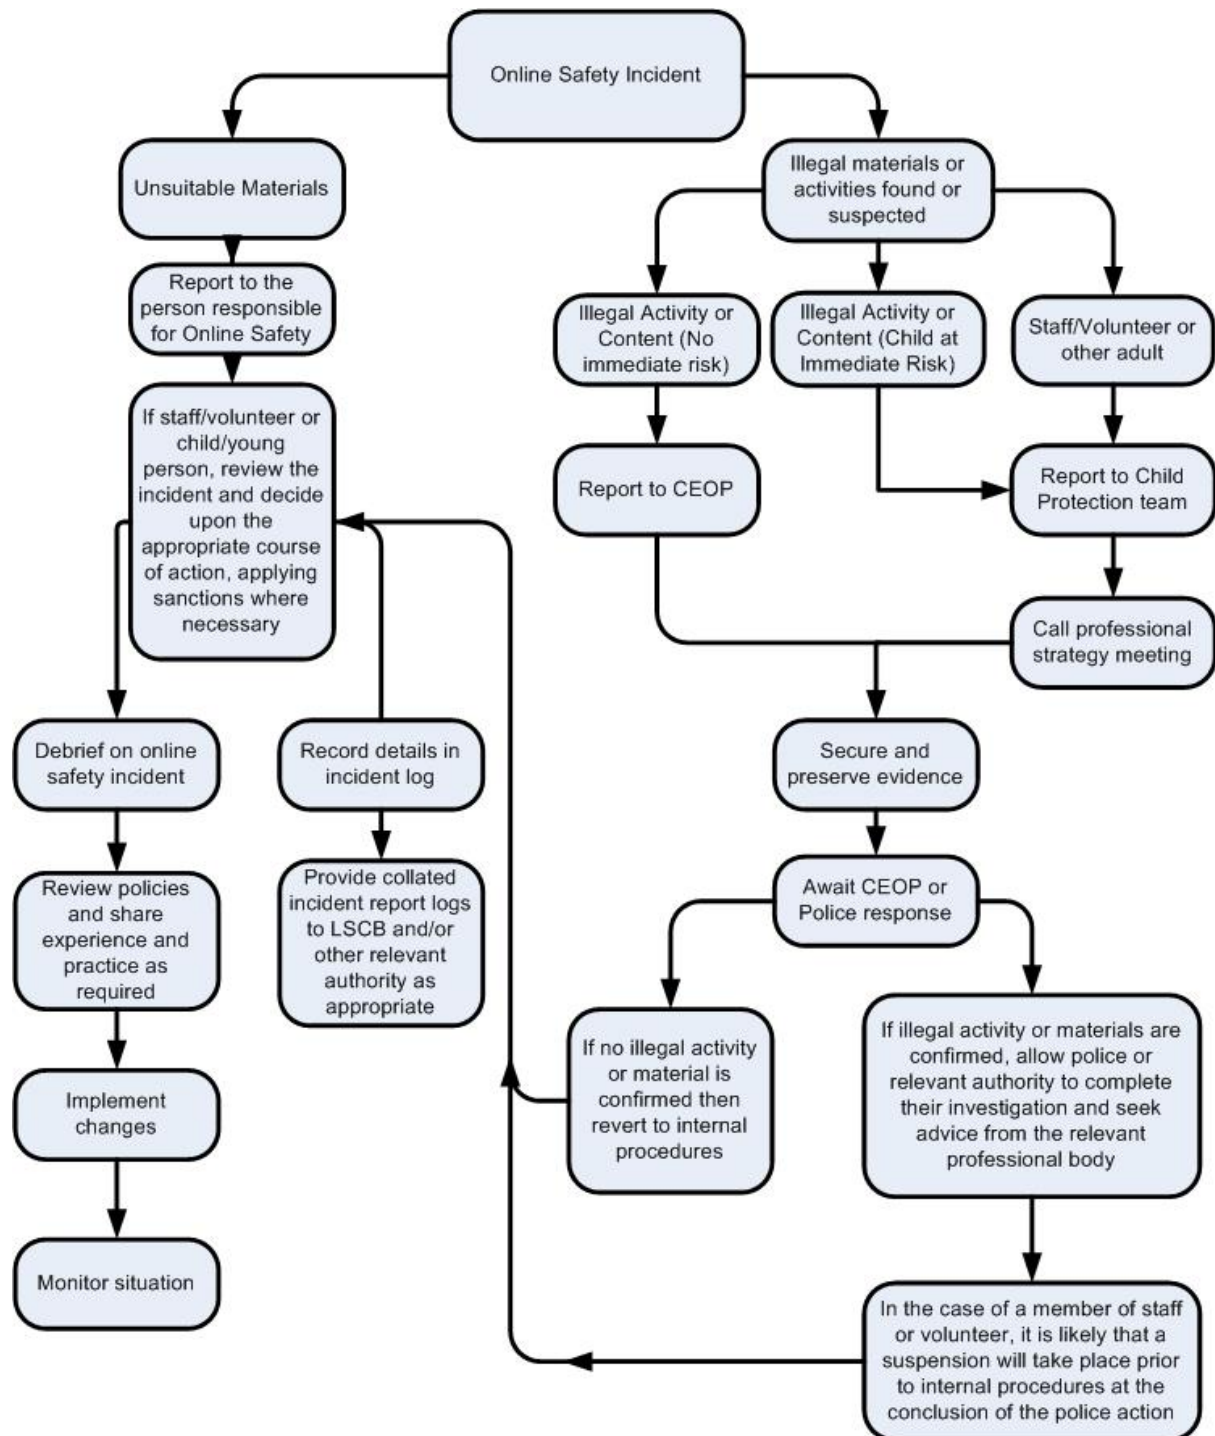 Online Safety Incident
Unsuitable Materials
Report to the
person responsible
for Online Safety
If staff/volunteer or
child/young
person, review the
incident and decide
upon the
appropriate course
of action, applying
sanctions where
necessary
Debrief on online
safety incident
Review policies
and share
experience and
practice as
required
Implement
changes
Monitor situation
Record details in
incident log
Provide collated
incident report logs
to LSCB and/or
other relevant
authority as
appropriate
Illegal materials or
activities found or
suspected
Illegal Activity or
Content (No
immediate risk)
Illegal Activity or
Content (Child at
Immediate Risk)
Staff/Volunteer or
other adult
Report to CEOP
Report to Child
Protection team
Call professional
strategy meeting
Secure and
preserve evidence
Await CEOP or
Police response
If no illegal activity
or material is
confirmed then
revert to internal
procedures
If illegal activity or materials are
confirmed, allow police or
relevant authority to complete
their investigation and seek
advice from the relevant
professional body
In the case of a member of staff
or volunteer, it is likely that a
suspension will take place prior
to internal procedures at the
conclusion of the police action